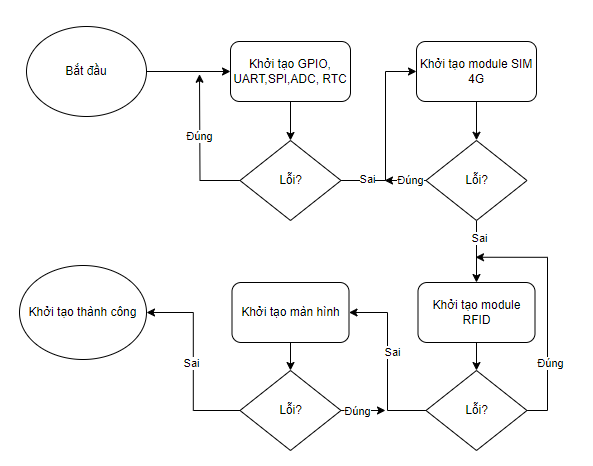 Bắt đầu
Khởi tạo GPIO,
UART,SPI,ADC, RTC
Khởi tạo module SIM
4G
Đúng
Lỗi?
Sai
Đúng
Lỗi?
Sai
Khởi tạo thành công
Khởi tạo màn hình
Khởi tạo module
RFID
Sai
Sai
Đúng
Lỗi?
Đúng
Lỗi?